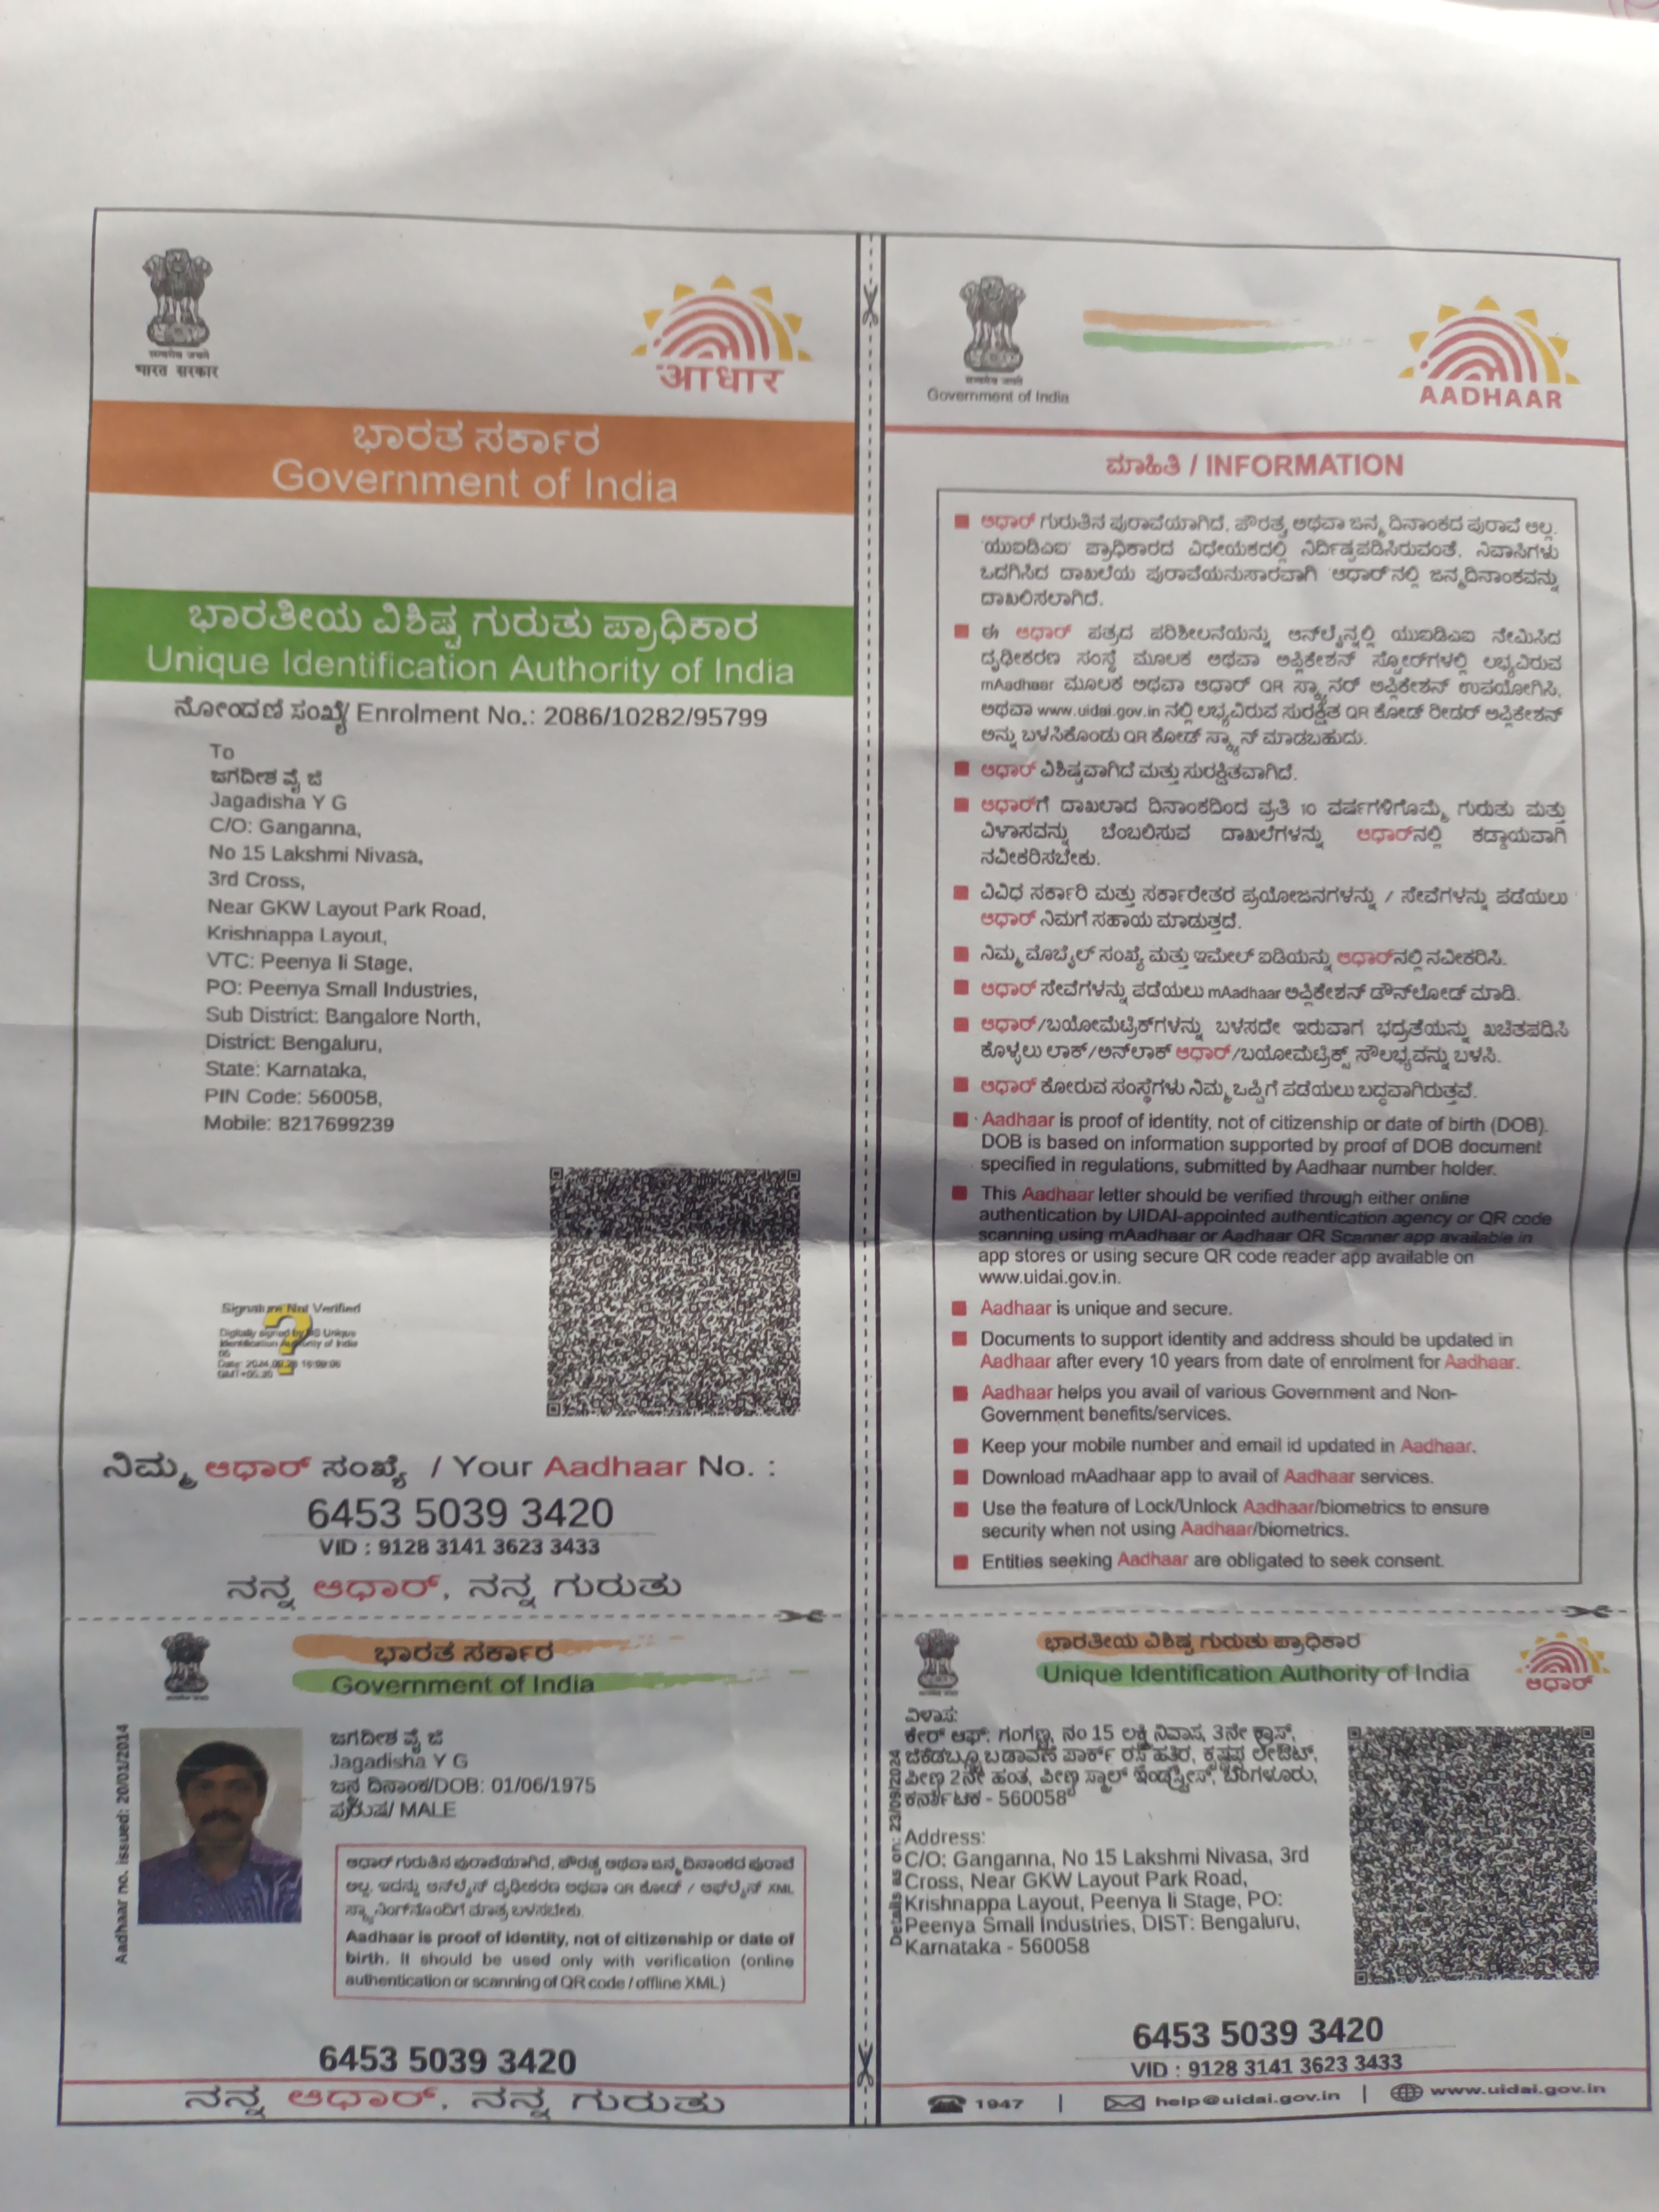 सत्यमेव जयते
भारत सरकार
आधार
ಭಾರತ ಸರ್ಕಾರ
Government of India
ಭಾರತೀಯ ವಿಶಿಷ್ಟ ಗುರುತು ಪ್ರಾಧಿಕಾರ
Unique Identification Authority of India
ನೋಂದಣಿ ಸಂಖ್ಯೆ/ Enrolment No.: 2086/10282/95799
To
ಜಗದೀಶ ವೈ ಜಿ
Jagadisha Y G
C/O: Ganganna,
No 15 Lakshmi Nivasa,
3rd Cross,
Near GKW Layout Park Road,
Krishnappa Layout,
VTC: Peenya Ii Stage,
PO: Peenya Small Industries,
Sub District: Bangalore North,
District: Bengaluru,
State: Karnataka,
PIN Code: 560058,
Mobile: 8217699239
Signature Not Verified
Digitally signed by DS Unique
Identification Authority of India
05
ನಿಮ್ಮ ಆಧಾರ್ ಸಂಖ್ಯೆ / Your Aadhaar No. :
6453 5039 3420
VID : 9128 3141 3623 3433
ನನ್ನ ಆಧಾರ್, ನನ್ನ ಗುರುತು
सत्यमेव जयते
Government of India
AADHAAR
ಮಾಹಿತಿ / INFORMATION
ಆಧಾರ್ ಗುರುತಿನ ಪುರಾವೆಯಾಗಿದೆ, ಪೌರತ್ವ ಅಥವಾ ಜನ್ಮ ದಿನಾಂಕದ ಪುರಾವೆ ಅಲ್ಲ.
'ಯುಐಡಿಎಐ' ಪ್ರಾಧಿಕಾರದ ವಿಧೇಯಕದಲ್ಲಿ ನಿರ್ದಿಷ್ಟಪಡಿಸಿರುವಂತೆ, ನಿವಾಸಿಗಳು
ಒದಗಿಸಿದ ದಾಖಲೆಯ ಪುರಾವೆಯನುಸಾರವಾಗಿ 'ಆಧಾರ್'ನಲ್ಲಿ ಜನ್ಮದಿನಾಂಕವನ್ನು
ದಾಖಲಿಸಲಾಗಿದೆ.
ಈ ಆಧಾರ್ ಪತ್ರದ ಪರಿಶೀಲನೆಯನ್ನು ಆನ್‌ಲೈನ್ನಲ್ಲಿ ಯುಐಡಿಎಐ ನೇಮಿಸಿದ
ದೃಢೀಕರಣ ಸಂಸ್ಥೆ ಮೂಲಕ ಅಥವಾ ಅಪ್ಲಿಕೇಶನ್ ಸ್ಟೋರ್‌ಗಳಲ್ಲಿ ಲಭ್ಯವಿರುವ
mAadhaar ಮೂಲಕ ಅಥವಾ ಆಧಾರ್ QR ಸ್ಕ್ಯಾನರ್ ಅಪ್ಲಿಕೇಶನ್ ಉಪಯೋಗಿಸಿ,
ಅಥವಾ www.uidai.gov.in ನಲ್ಲಿ ಲಭ್ಯವಿರುವ ಸುರಕ್ಷಿತ QR ಕೋಡ್ ರೀಡರ್ ಅಪ್ಲಿಕೇಶನ್
ಅನ್ನು ಬಳಸಿಕೊಂಡು QR ಕೋಡ್ ಸ್ಕ್ಯಾನ್ ಮಾಡಬಹುದು.
ಆಧಾರ್ ವಿಶಿಷ್ಟವಾಗಿದೆ ಮತ್ತು ಸುರಕ್ಷಿತವಾಗಿದೆ.
ಆಧಾರ್‌ಗೆ ದಾಖಲಾದ ದಿನಾಂಕದಿಂದ ಪ್ರತಿ 10 ವರ್ಷಗಳಿಗೊಮ್ಮೆ ಗುರುತು ಮತ್ತು
ವಿಳಾಸವನ್ನು ಬೆಂಬಲಿಸುವ ದಾಖಲೆಗಳನ್ನು ಆಧಾರ್‌ನಲ್ಲಿ ಕಡ್ಡಾಯವಾಗಿ
ನವೀಕರಿಸಬೇಕು.
ವಿವಿಧ ಸರ್ಕಾರಿ ಮತ್ತು ಸರ್ಕಾರೇತರ ಪ್ರಯೋಜನಗಳನ್ನು / ಸೇವೆಗಳನ್ನು ಪಡೆಯಲು
ಆಧಾರ್ ನಿಮಗೆ ಸಹಾಯ ಮಾಡುತ್ತದೆ.
ನಿಮ್ಮ ಮೊಬೈಲ್ ಸಂಖ್ಯೆ ಮತ್ತು ಇಮೇಲ್ ಐಡಿಯನ್ನು ಆಧಾರ್‌ನಲ್ಲಿ ನವೀಕರಿಸಿ.
ಆಧಾರ್ ಸೇವೆಗಳನ್ನು ಪಡೆಯಲು mAadhaar ಅಪ್ಲಿಕೇಶನ್ ಡೌನ್‌ಲೋಡ್ ಮಾಡಿ.
ಆಧಾರ್/ಬಯೋಮೆಟ್ರಿಕ್‌ಗಳನ್ನು ಬಳಸದೇ ಇರುವಾಗ ಭದ್ರತೆಯನ್ನು ಖಚಿತಪಡಿಸಿ
ಕೊಳ್ಳಲು ಲಾಕ್/ಅನ್‌ಲಾಕ್ ಆಧಾರ್/ಬಯೋಮೆಟ್ರಿಕ್ಸ್ ಸೌಲಭ್ಯವನ್ನು ಬಳಸಿ.
ಆಧಾರ್ ಕೋರುವ ಸಂಸ್ಥೆಗಳು ನಿಮ್ಮ ಒಪ್ಪಿಗೆ ಪಡೆಯಲು ಬದ್ಧವಾಗಿರುತ್ತವೆ.
Aadhaar is proof of identity, not of citizenship or date of birth (DOB).
DOB is based on information supported by proof of DOB document
specified in regulations, submitted by Aadhaar number holder.
This Aadhaar letter should be verified through either online
authentication by UIDAI-appointed authentication agency or QR code
scanning using mAadhaar or Aadhaar QR Scanner app available in
app stores or using secure QR code reader app available on
www.uidai.gov.in.
Aadhaar is unique and secure.
Documents to support identity and address should be updated in
Aadhaar after every 10 years from date of enrolment for Aadhaar.
Aadhaar helps you avail of various Government and Non-
Government benefits/services.
Keep your mobile number and email id updated in Aadhaar.
Download mAadhaar app to avail of Aadhaar services.
Use the feature of Lock/Unlock Aadhaar/biometrics to ensure
security when not using Aadhaar/biometrics.
Entities seeking Aadhaar are obligated to seek consent.
ಭಾರತ ಸರ್ಕಾರ
Government of India
Aadhaar no. issued: 20/01/2014
ಜಗದೀಶ ವೈ ಜಿ
Jagadisha Y G
ಜನ್ಮ ದಿನಾಂಕ/DOB: 01/06/1975
ಪುರುಷ/ MALE
ಆಧಾರ್ ಗುರುತಿನ ಪುರಾವೆಯಾಗಿದೆ, ಪೌರತ್ವ ಅಥವಾ ಜನ್ಮ ದಿನಾಂಕದ ಪುರಾವೆ
ಅಲ್ಲ. ಇದನ್ನು ಆನ್‌ಲೈನ್ ದೃಢೀಕರಣ ಅಥವಾ QR ಕೋಡ್ / ಆಫ್‌ಲೈನ್ XML
ಸ್ಕ್ಯಾನಿಂಗ್‌ನೊಂದಿಗೆ ಮಾತ್ರ ಬಳಸಬೇಕು.
Aadhaar is proof of identity, not of citizenship or date of
birth. It should be used only with verification (online
authentication or scanning of QR code / offline XML)
6453 5039 3420
ನನ್ನ ಆಧಾರ್, ನನ್ನ ಗುರುತು
ಭಾರತೀಯ ವಿಶಿಷ್ಟ ಗುರುತು ಪ್ರಾಧಿಕಾರ
Unique Identification Authority of India
ಆಧಾರ್
Details as on: 23/09/2024
ವಿಳಾಸ:
ಕೇರ್ ಆಫ್: ಗಂಗಣ್ಣ, ನಂ 15 ಲಕ್ಷ್ಮಿ ನಿವಾಸ, 3ನೇ ಕ್ರಾಸ್,
ಜಿಕೆಡಬ್ಲ್ಯೂ ಬಡಾವಣೆ ಪಾರ್ಕ್ ರಸ್ತೆ ಹತಿರ, ಕೃಷ್ಣಪ್ಪ ಲೇಔಟ್,
ಪೀಣ್ಯ 2ನೇ ಹಂತ, ಪೀಣ್ಯ ಸ್ಮಾಲ್ ಇಂಡಸ್ಟ್ರೀಸ್, ಬೆಂಗಳೂರು,
ಕರ್ನಾಟಕ - 560058
Address:
C/O: Ganganna, No 15 Lakshmi Nivasa, 3rd
Cross, Near GKW Layout Park Road,
Krishnappa Layout, Peenya Ii Stage, PO:
Peenya Small Industries, DIST: Bengaluru,
Karnataka - 560058
6453 5039 3420
VID : 9128 3141 3623 3433
1947 | help@uidai.gov.in | www.uidai.gov.in